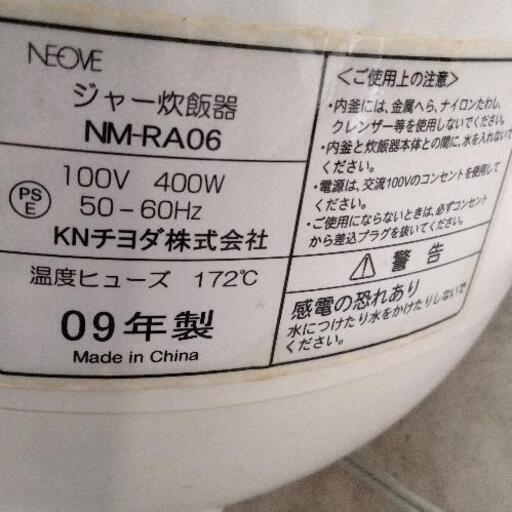 NEOVE
ジャー炊飯器
NM-RA06
PS
E
100V 400W
50-60Hz
KNチヨダ株式会社
温度ヒューズ 172℃
09年製
Made in China
<ご使用上の注意>
・内釜には、金属へら、ナイロンたわし、
クレンザー等を使用しないでください。
・内釜と炊飯器本体との間に、水を入れないで
ください。
・電源は、交流100Vのコンセントを使用して
ください。
・ご使用にならないときは、必ずコンセント
から差込プラグを抜いてください。
警告
感電の恐れあり
水につけたり水をかけたりしないで
ください。